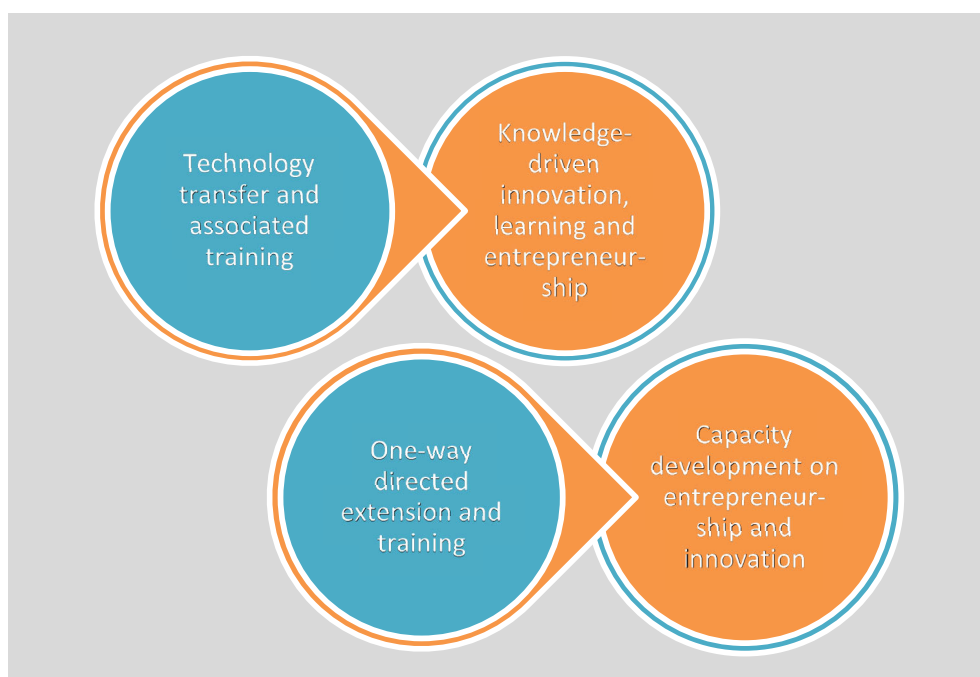 Technology
transfer and
associated
training
Knowledge-
driven
innovation,
learning and
entrepreneur-
ship
One-way
directed
extension and
training
Capacity
development on
entrepreneur-
ship and
innovation